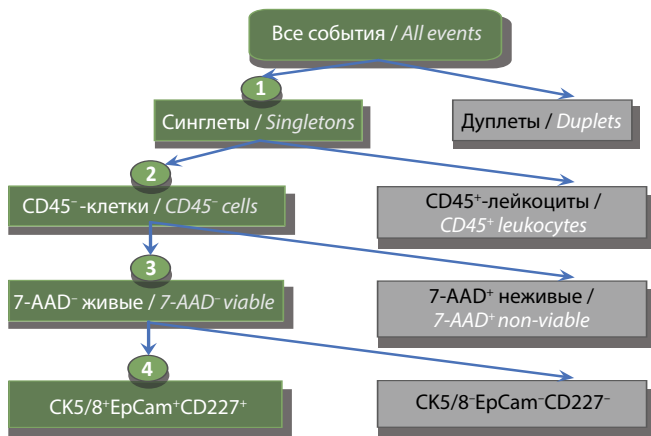 Все события / All events
1
Синглеты / Singletons
Дуплеты / Duplets
2
CD45⁻-клетки / CD45⁻ cells
CD45⁺-лейкоциты /
CD45⁺ leukocytes
3
7-AAD⁻ живые / 7-AAD⁻ viable
7-AAD⁺ неживые /
7-AAD⁺ non-viable
4
CK5/8⁺EpCam⁺CD227⁺
CK5/8⁻EpCam⁻CD227⁻